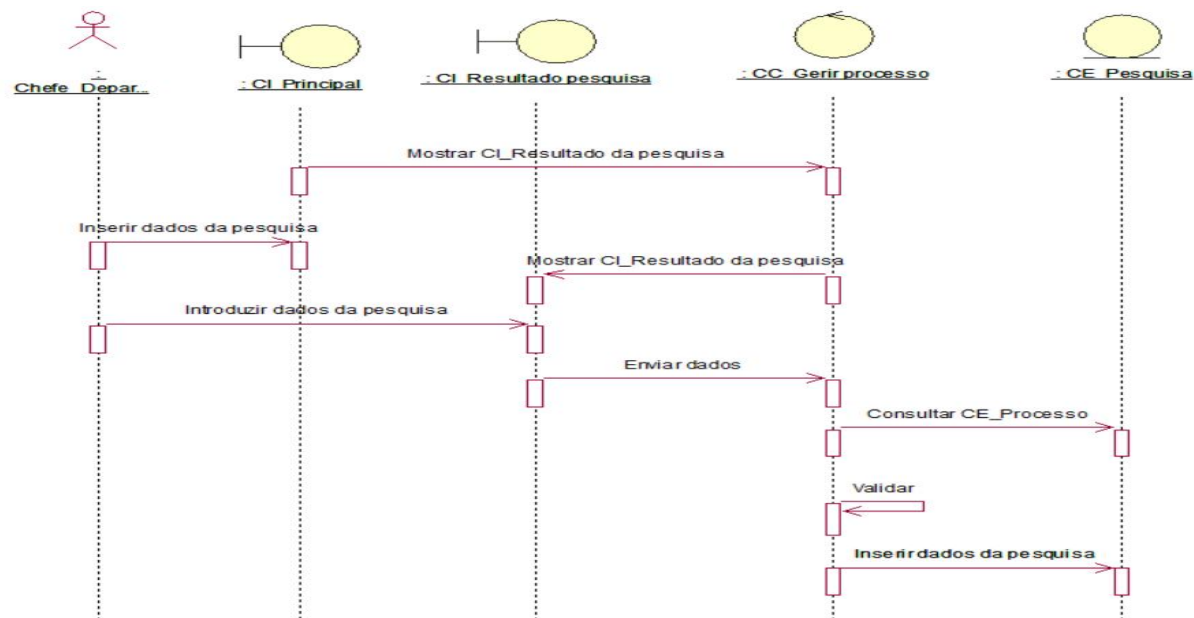 : CI_Principal
: CI_Resultado pesquisa
: CC_Gerir processo
: CE_Pesquisa
:
Chefe_Depar...
Mostrar CI_Resultado da pesquisa
Inserir dados da pesquisa
Mostrar CI_Resultado da pesquisa
Introduzir dados da pesquisa
Enviar dados
Consultar CE_Processo
Validar
Inserir dados da pesquisa